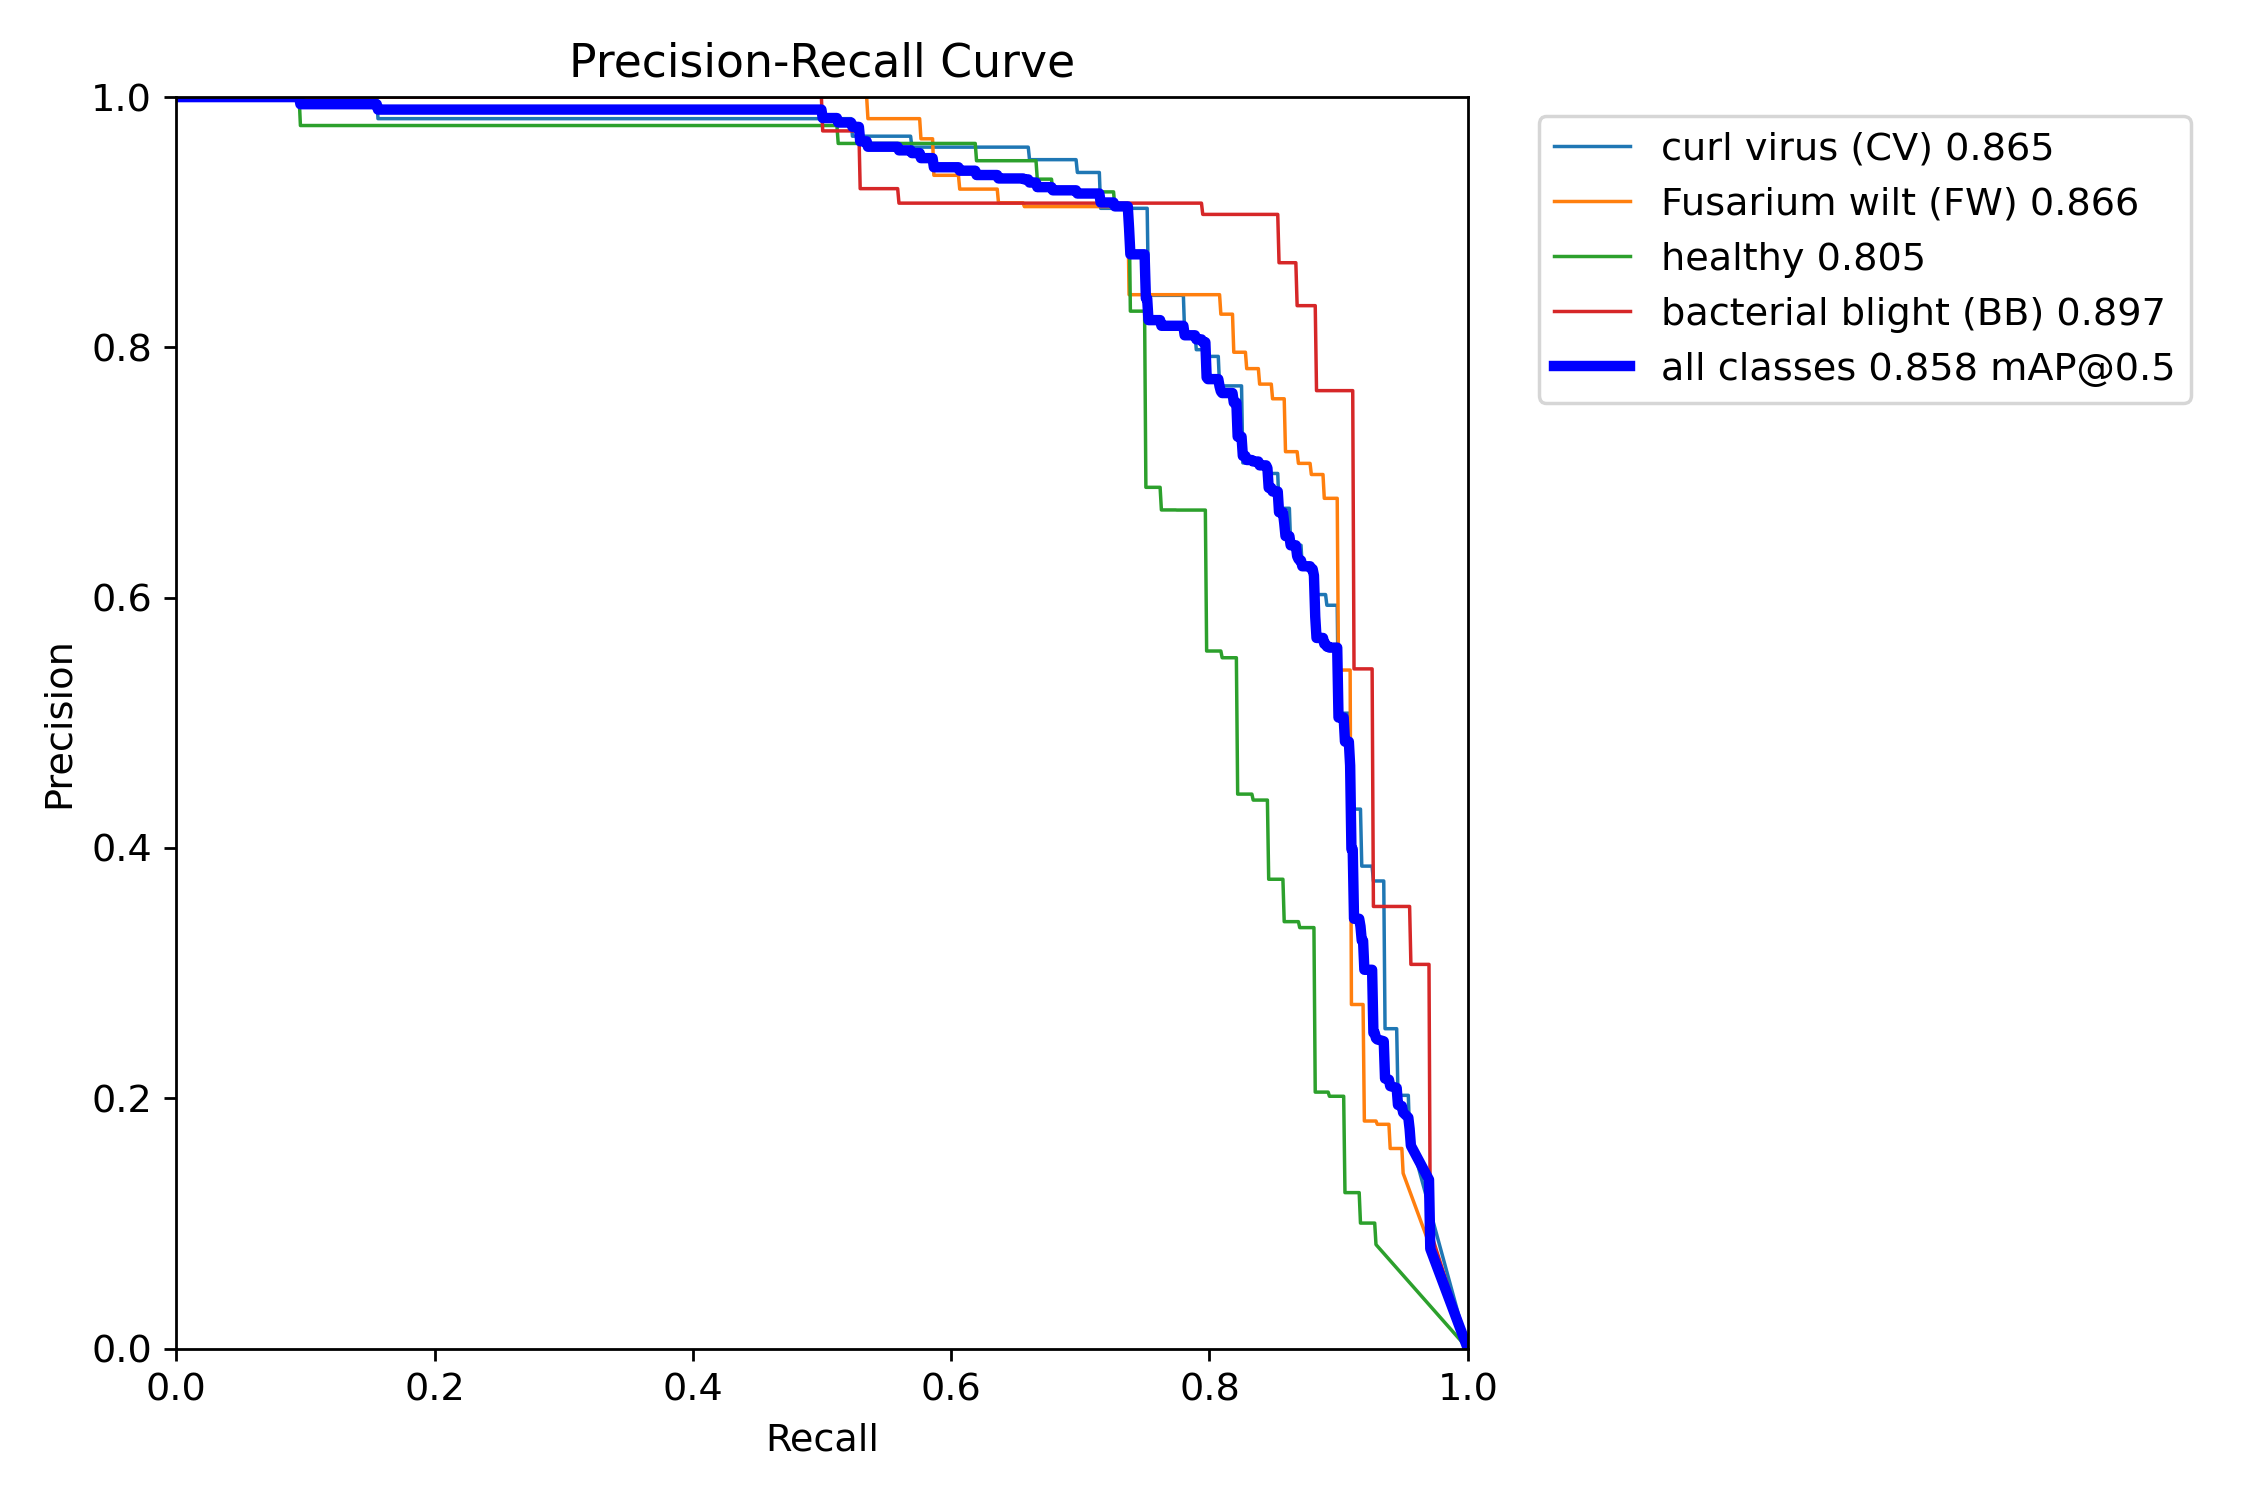 Precision-Recall Curve
1.0
0.8
0.6
0.4
0.2
0.0
Precision
0.0 0.2 0.4 0.6 0.8 1.0
Recall
curl virus (CV) 0.865
Fusarium wilt (FW) 0.866
healthy 0.805
bacterial blight (BB) 0.897
all classes 0.858 mAP@0.5